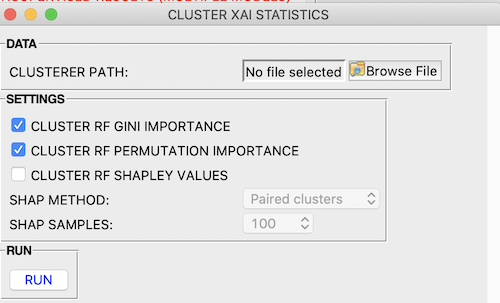 CLUSTER XAI STATISTICS
DATA
CLUSTERER PATH: No file selected Browse File
SETTINGS
CLUSTER RF GINI IMPORTANCE
CLUSTER RF PERMUTATION IMPORTANCE
CLUSTER RF SHAPLEY VALUES
SHAP METHOD: Paired clusters
SHAP SAMPLES: 100
RUN
RUN